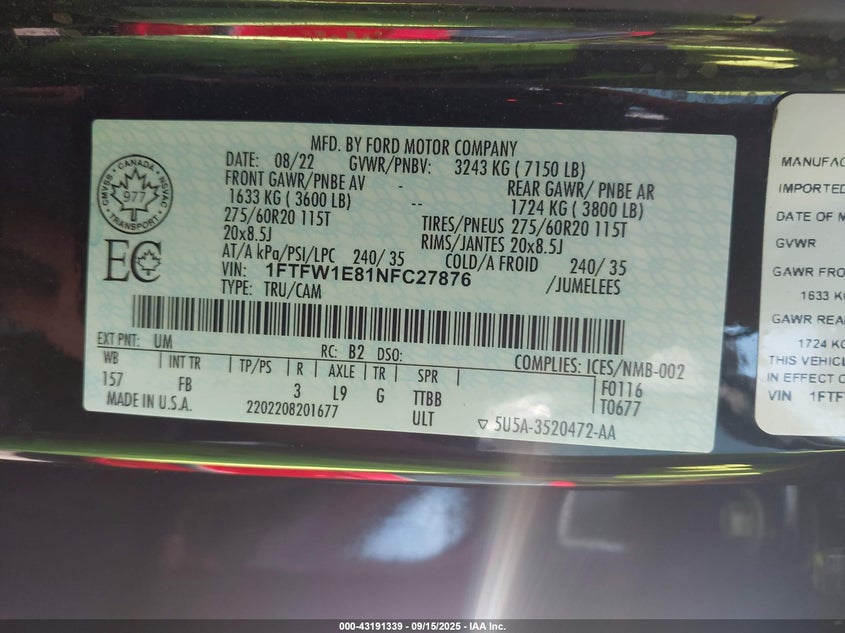 MFD. BY FORD MOTOR COMPANY
DATE: 08/22 GVWR/PNBV: 3243 KG ( 7150 LB)
FRONT GAWR/PNBE AV - REAR GAWR/ PNBE AR
1633 KG ( 3600 LB) -- 1724 KG ( 3800 LB)
275/60R20 115T TIRES/PNEUS 275/60R20 115T
20x8.5J RIMS/JANTES 20x8.5J
AT/A kPa/PSI/LPC 240/ 35 COLD/A FROID 240/ 35
VIN: 1FTFW1E81NFC27876 /JUMELEES
TYPE: TRU/CAM
CMVSS • CANADA • NSVAC
977
TRANSPORT
EC
EXT PNT: UM RC: B2 DSO: COMPLIES: ICES/NMB-002
WB INT TR TP/PS R AXLE TR SPR F0116
157 FB 3 L9 G TTBB T0677
MADE IN U.S.A. 2202208201677 ULT ▽ 5U5A-3520472-AA
MANUFAC
IMPORTED
DATE OF M
GVWR
GAWR FRO
1633 K
GAWR REA
1724 K
THIS VEHICL
IN EFFECT O
VIN 1FTF
000-43191339 - 09/15/2025 - IAA Inc.